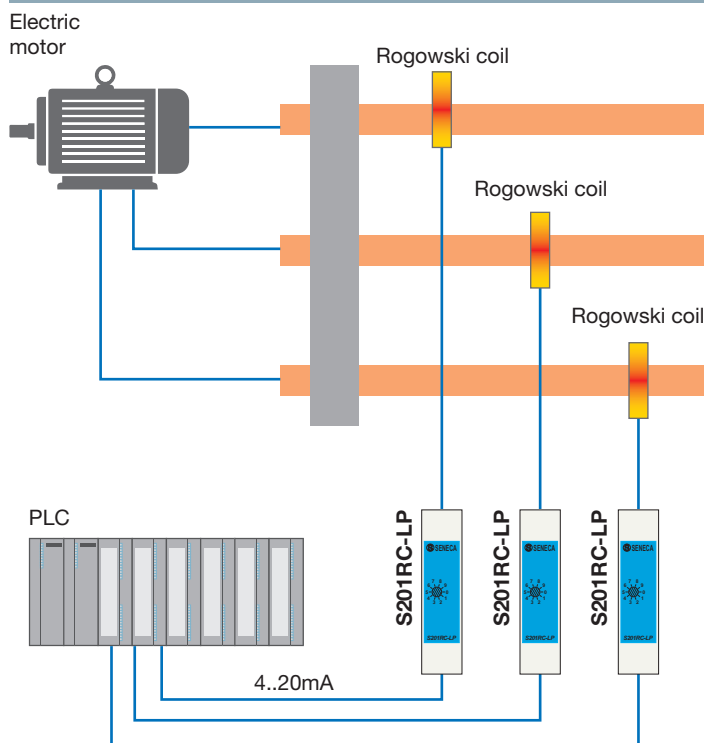 Electric
motor
Rogowski coil
Rogowski coil
Rogowski coil
PLC
S201RC-LP
S201RC-LP
S201RC-LP
SENECA
SENECA
SENECA
S201RC-LP
S201RC-LP
S201RC-LP
4..20mA